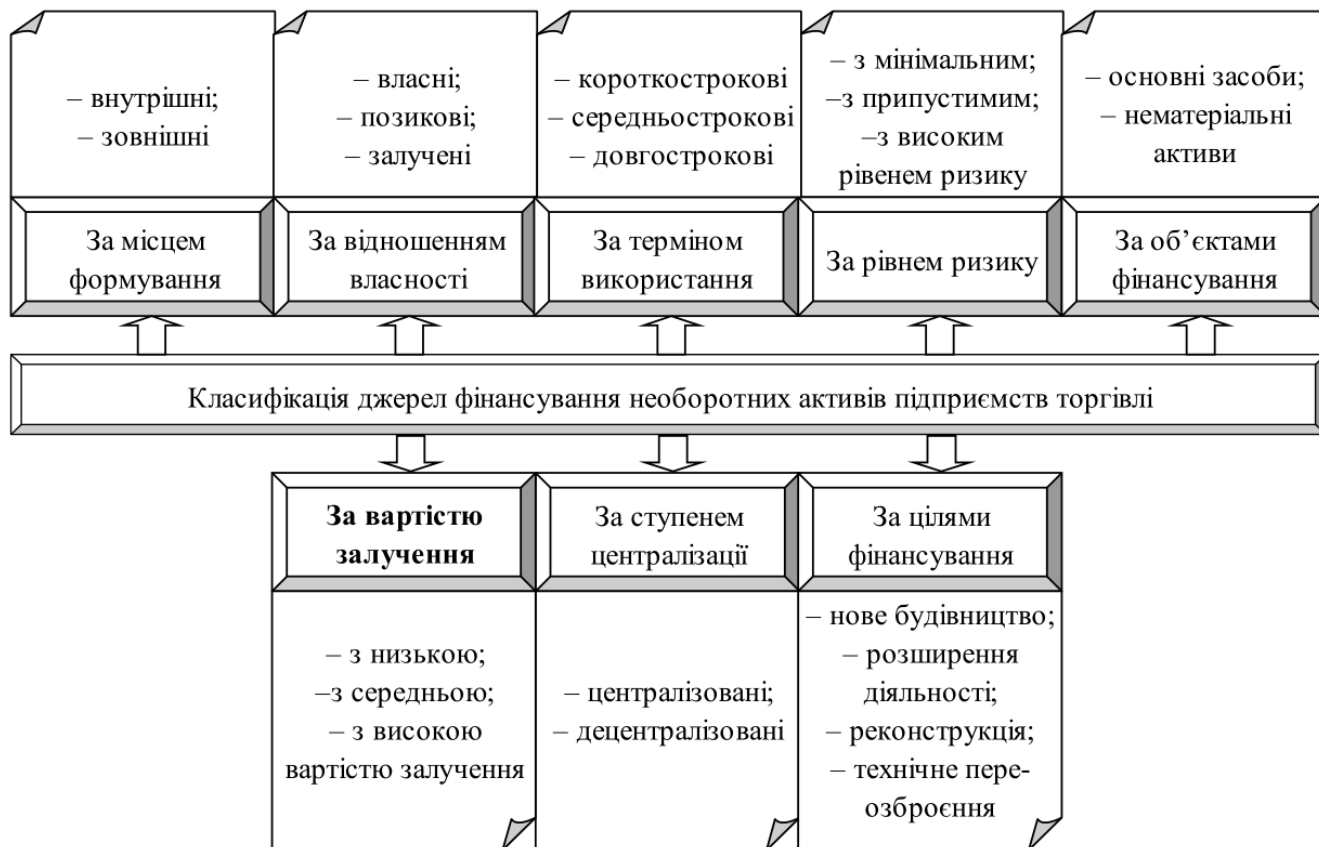 – внутрішні;
– зовнішні
– власні;
– позикові;
– залучені
– короткострокові
– середньострокові
– довгострокові
– з мінімальним;
–з припустимим;
–з високим
рівенем ризику
– основні засоби;
– нематеріальні
активи
За місцем
формування
За відношенням
власності
За терміном
використання
За рівнем ризику
За об’єктами
фінансування
Класифікація джерел фінансування необоротних активів підприємств торгівлі
За вартістю
залучення
За ступенем
централізації
За цілями
фінансування
– з низькою;
–з середньою;
– з високою
вартістю залучення
– централізовані;
– децентралізовані
– нове будівництво;
– розширення
діяльності;
– реконструкція;
– технічне пере-
озброєння